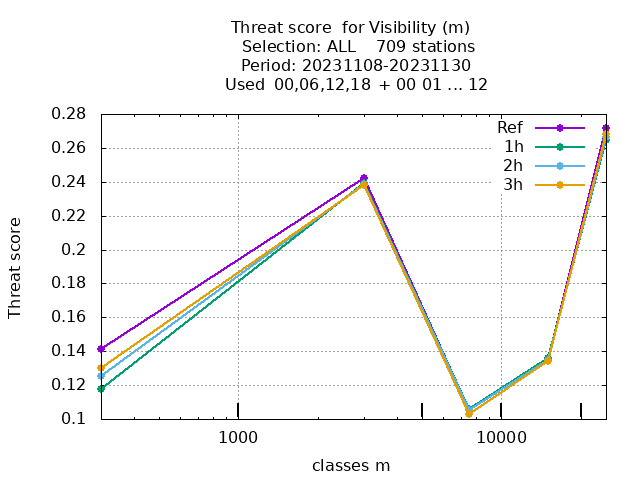 Threat score  for Visibility (m)
Selection: ALL    709 stations
Period: 20231108-20231130
Used  00,06,12,18  + 00 01 ... 12
0.28
0.26
0.24
0.22
0.2
0.18
0.16
0.14
0.12
0.1
Threat score
Ref
1h
2h
3h
1000 10000
classes m